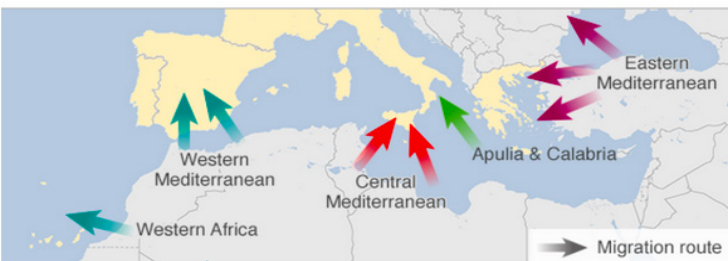 Eastern
Mediterranean
Western
Mediterranean
Central
Mediterranean
Apulia & Calabria
Western Africa
Migration route